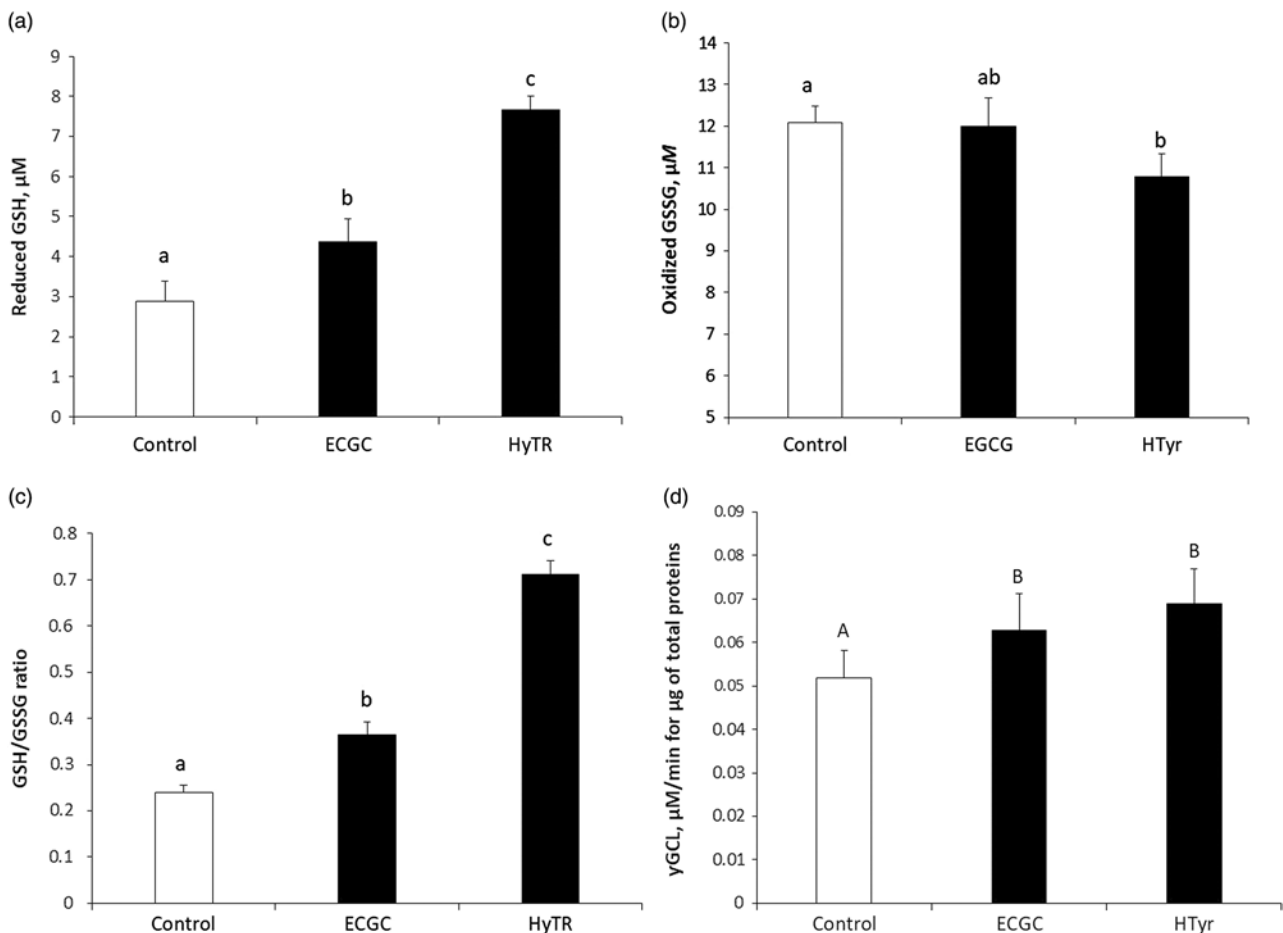 (a)
9
8
7
6
5
4
3
2
1
0
Reduced GSH, µM
a
b
c
Control
ECGC
HyTR
(b)
14
13
12
11
10
9
8
7
6
5
Oxidized GSSG, µM
a
ab
b
Control
EGCG
HTyr
(c)
0.8
0.7
0.6
0.5
0.4
0.3
0.2
0.1
0
GSH/GSSG ratio
a
b
c
Control
ECGC
HyTR
(d)
0.09
0.08
0.07
0.06
0.05
0.04
0.03
0.02
0.01
0
yGCL, µM/min for µg of total proteins
A
B
B
Control
ECGC
HTyr